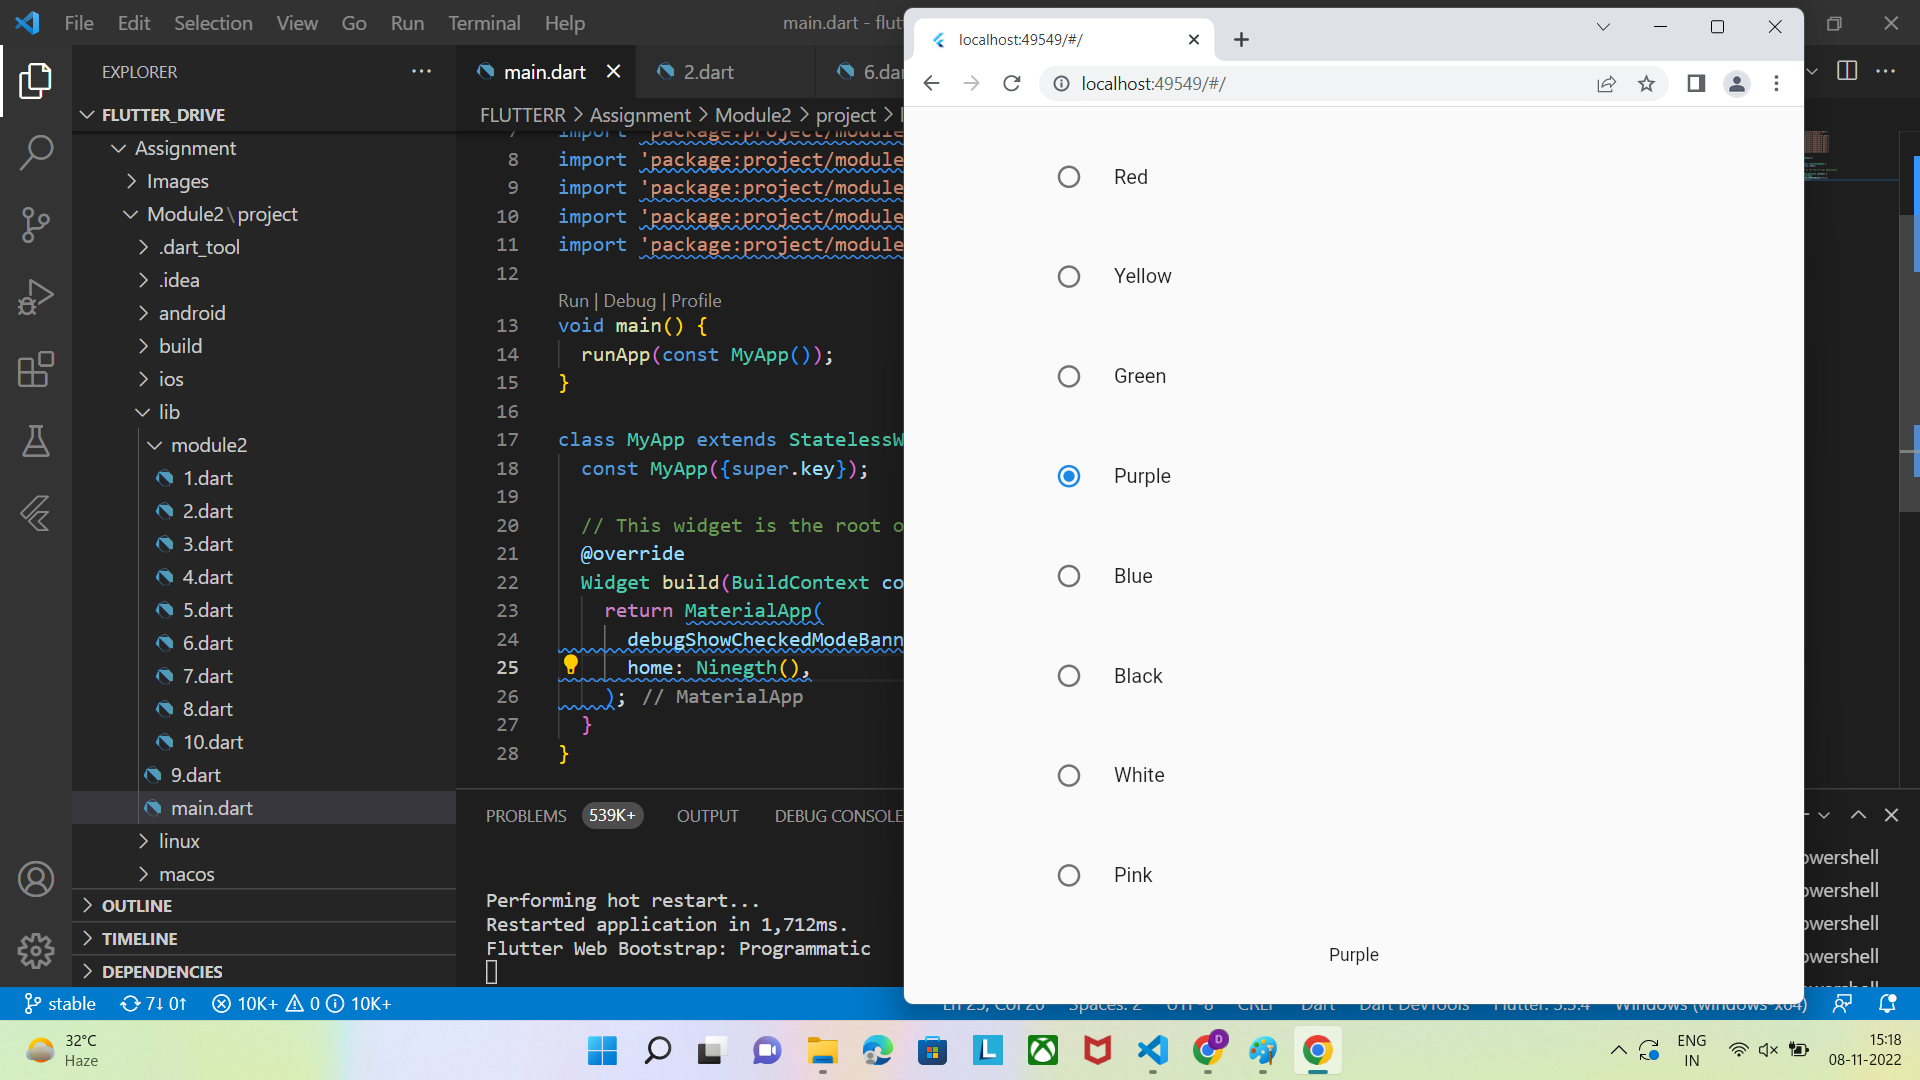 File Edit Selection View Go Run Terminal Help
main.dart - flut
EXPLORER
FLUTTER_DRIVE
Assignment
Images
Module2\project
.dart_tool
.idea
android
build
ios
lib
module2
1.dart
2.dart
3.dart
4.dart
5.dart
6.dart
7.dart
8.dart
10.dart
9.dart
main.dart
linux
macos
OUTLINE
TIMELINE
DEPENDENCIES
main.dart
2.dart
6.da
FLUTTERR > Assignment > Module2 > project >
7 import 'package:project/module
8 import 'package:project/module
9 import 'package:project/module
10 import 'package:project/module
11 import 'package:project/module
12
Run | Debug | Profile
13 void main() {
14 runApp(const MyApp());
15 }
16
17 class MyApp extends StatelessW
18 const MyApp({super.key});
19
20 // This widget is the root o
21 @override
22 Widget build(BuildContext co
23 return MaterialApp(
24 debugShowCheckedModeBann
25 home: Ninegth(),
26 ); // MaterialApp
27 }
28 }
PROBLEMS 539K+ OUTPUT DEBUG CONSOLE
Performing hot restart...
Restarted application in 1,712ms.
Flutter Web Bootstrap: Programmatic
localhost:49549/#/
localhost:49549/#/
Red
Yellow
Green
Purple
Blue
Black
White
Pink
Purple
owershell
owershell
owershell
owershell
stable 7↓ 0↑ 10K+ 0 10K+
Ln 25, Col 20 Spaces: 2 UTF-8 CRLF Dart Dart DevTools Flutter: 3.3.4 Windows (windows-x64)
32°C
Haze
D
L
ENG
IN
15:18
08-11-2022